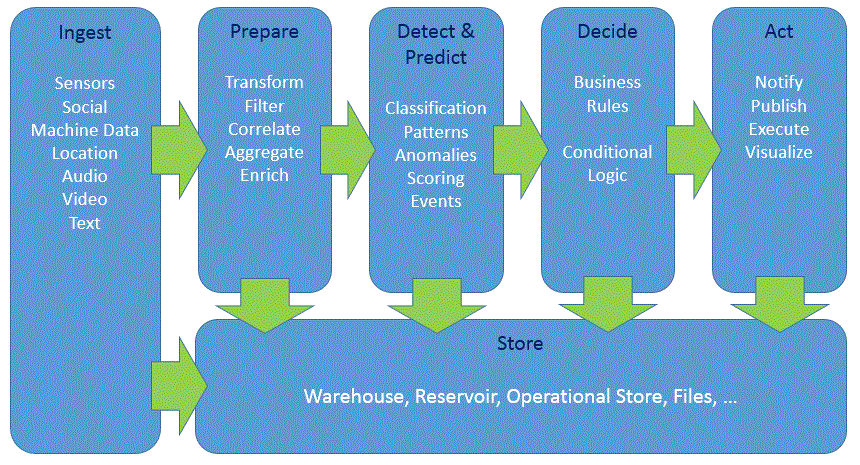 Ingest
Sensors
Social
Machine Data
Location
Audio
Video
Text
Prepare
Transform
Filter
Correlate
Aggregate
Enrich
Detect &
Predict
Classification
Patterns
Anomalies
Scoring
Events
Decide
Business
Rules
Conditional
Logic
Act
Notify
Publish
Execute
Visualize
Store
Warehouse, Reservoir, Operational Store, Files, ...